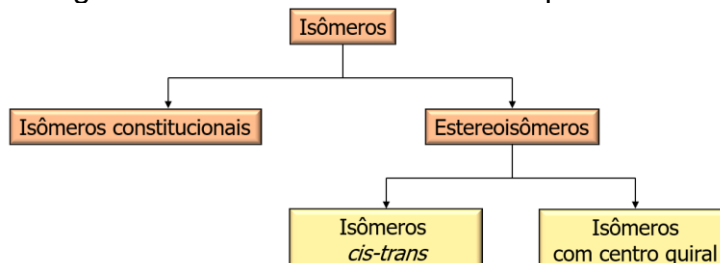 Isômeros
Isômeros constitucionais
Estereoisômeros
Isômeros
cis-trans
Isômeros
com centro quiral